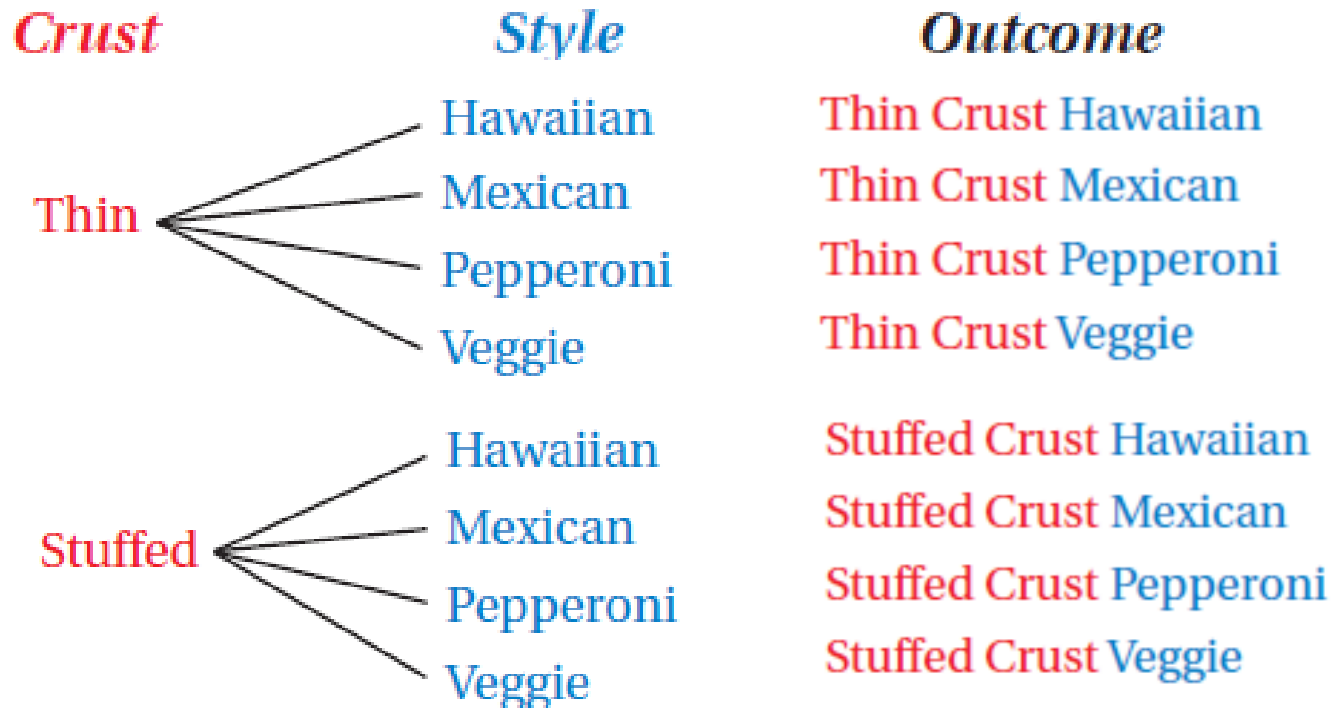 Crust Style Outcome
Hawaiian Thin Crust Hawaiian
Mexican Thin Crust Mexican
Thin
Pepperoni Thin Crust Pepperoni
Veggie Thin Crust Veggie
Hawaiian Stuffed Crust Hawaiian
Mexican Stuffed Crust Mexican
Stuffed
Pepperoni Stuffed Crust Pepperoni
Veggie Stuffed Crust Veggie